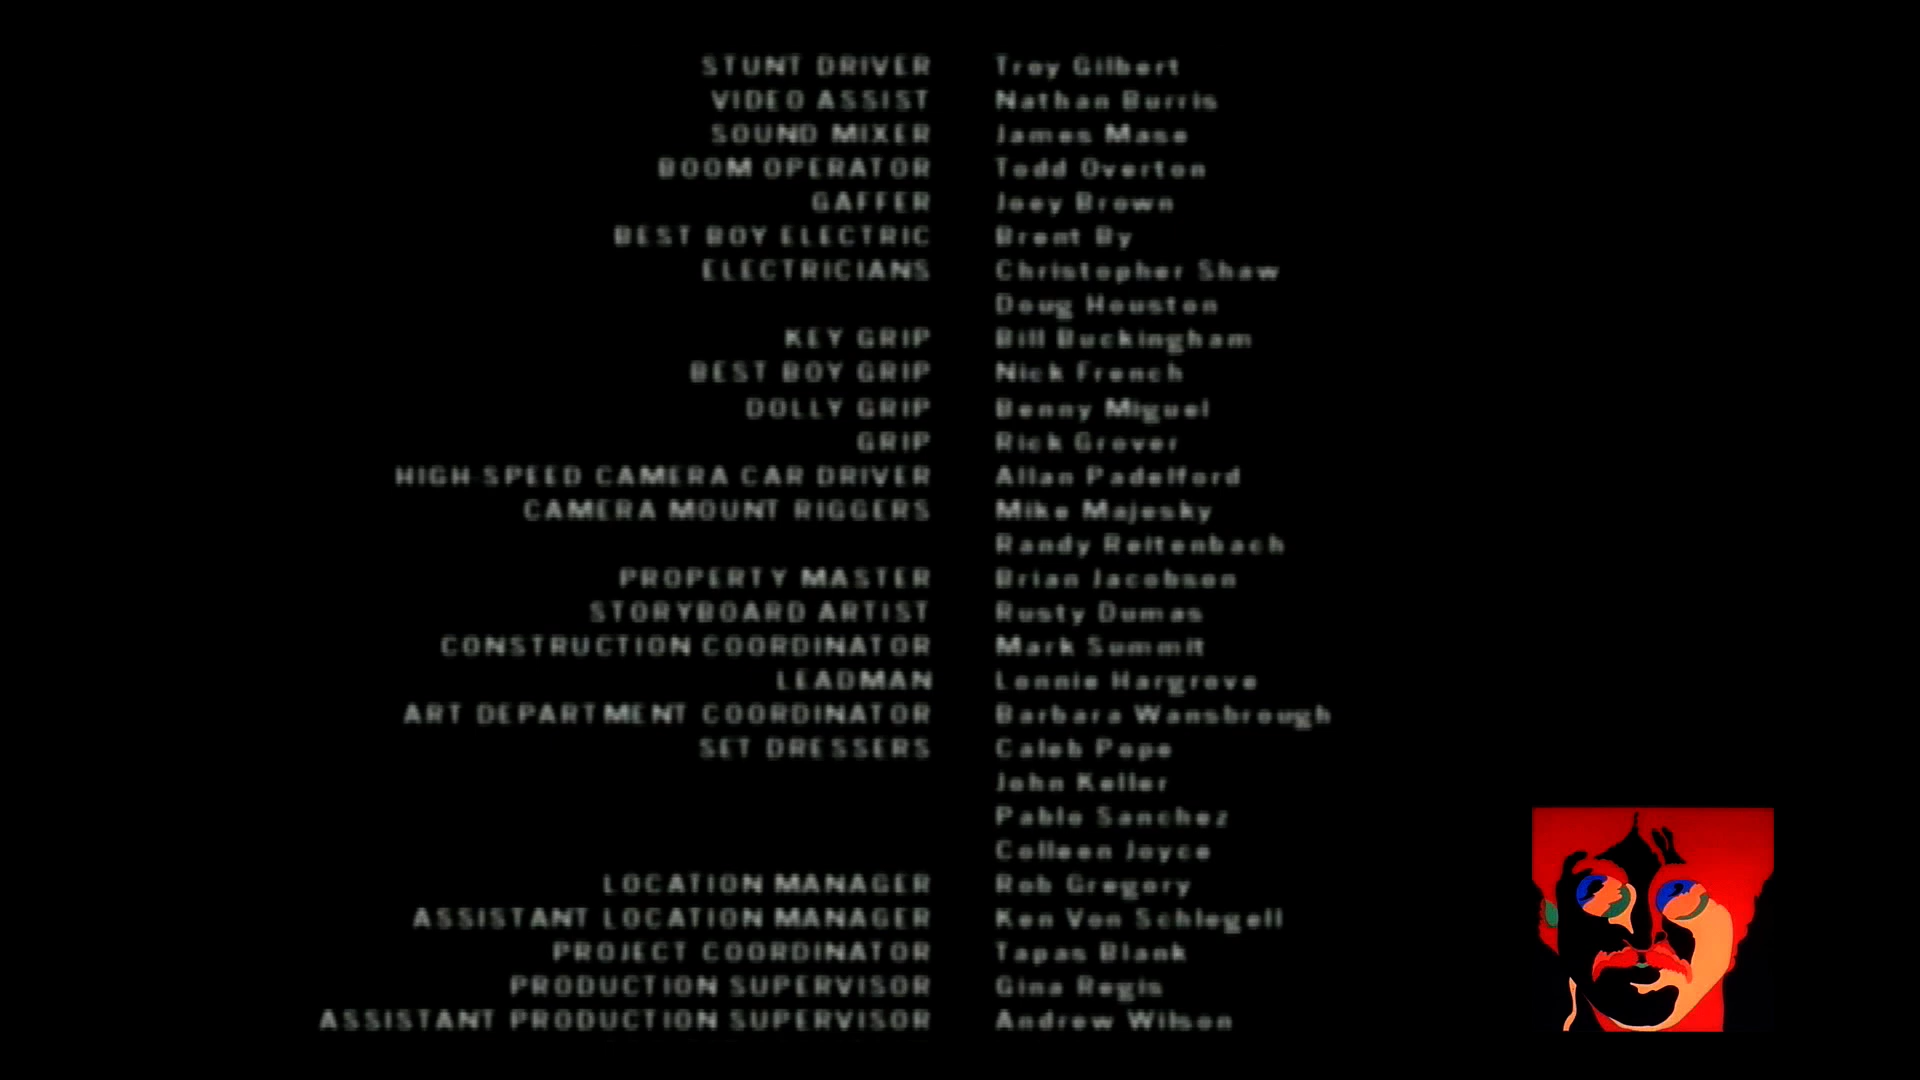 STUNT DRIVER Troy Gilbert
VIDEO ASSIST Nathan Burris
SOUND MIXER James Mase
BOOM OPERATOR Todd Overton
GAFFER Joey Brown
BEST BOY ELECTRIC Brent By
ELECTRICIANS Christopher Shaw
Doug Houston
KEY GRIP Bill Buckingham
BEST BOY GRIP Nick French
DOLLY GRIP Benny Miguel
GRIP Rick Grover
HIGH SPEED CAMERA CAR DRIVER Allan Padelford
CAMERA MOUNT RIGGERS Mike Majesky
Randy Reitenbach
PROPERTY MASTER Brian Jacobson
STORYBOARD ARTIST Rusty Dumas
CONSTRUCTION COORDINATOR Mark Summit
LEADMAN Lonnie Hargrove
ART DEPARTMENT COORDINATOR Barbara Wansbrough
SET DRESSERS Caleb Pope
John Keller
Pablo Sanchez
Colleen Joyce
LOCATION MANAGER Rob Gregory
ASSISTANT LOCATION MANAGER Ken Von Schlegell
PROJECT COORDINATOR Tapas Blank
PRODUCTION SUPERVISOR Gina Regis
ASSISTANT PRODUCTION SUPERVISOR Andrew Wilson